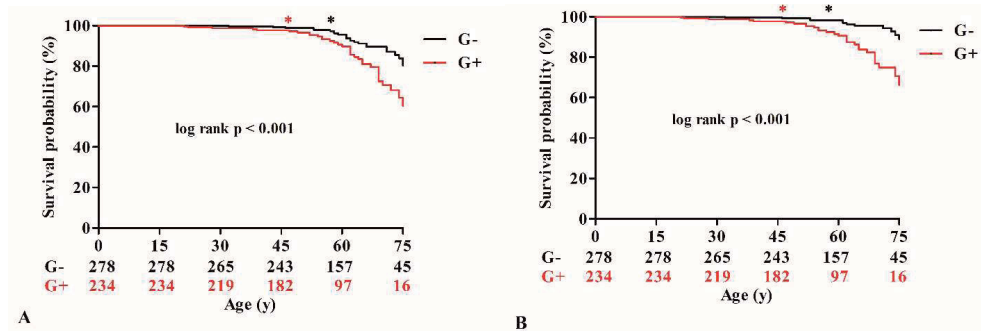 * *
100
80
60
40
20
0
Survival probability (%)
G-
G+
log rank p < 0.001
0 15 30 45 60 75
G- 278 278 265 243 157 45
G+ 234 234 219 182 97 16
Age (y)
A
* *
100
80
60
40
20
0
Survival probability (%)
G-
G+
log rank p < 0.001
0 15 30 45 60 75
G- 278 278 265 243 157 45
G+ 234 234 219 182 97 16
Age (y)
B